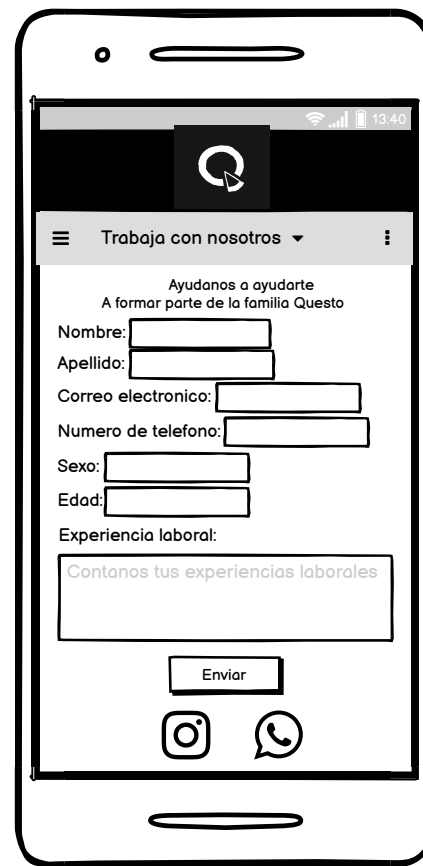 13:40
Trabaja con nosotros
Ayudanos a ayudarte
A formar parte de la familia Questo
Nombre:
Apellido:
Correo electronico:
Numero de telefono:
Sexo:
Edad:
Experiencia laboral:
Contanos tus experiencias laborales
Enviar